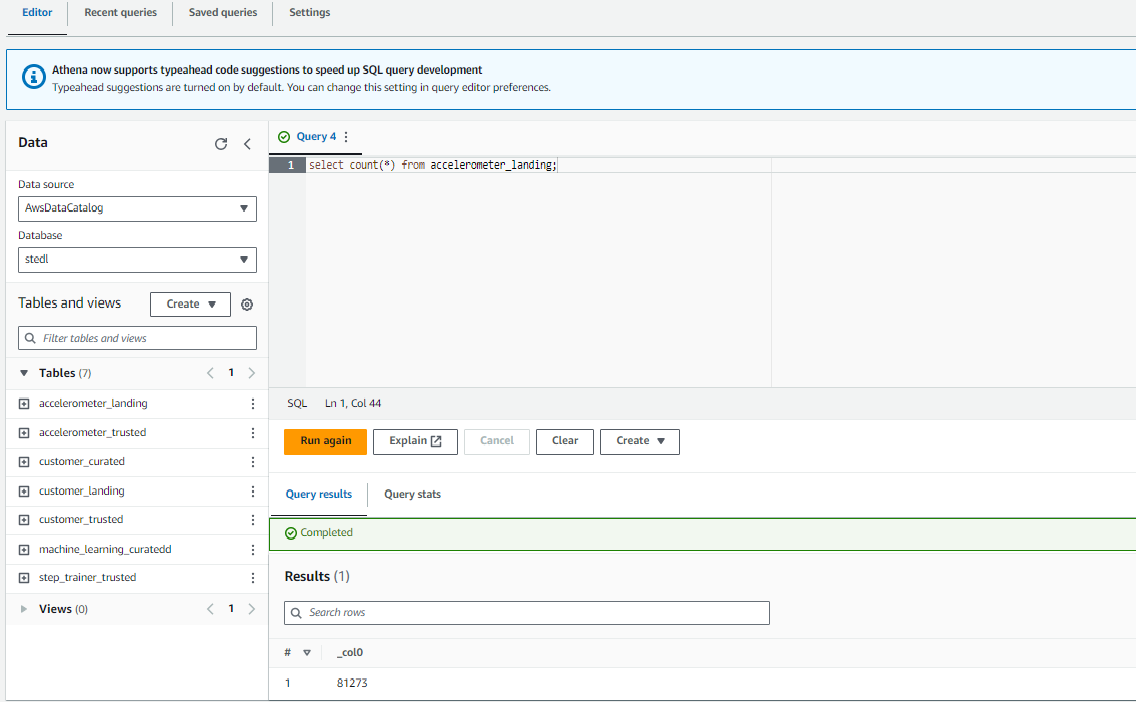 Editor Recent queries Saved queries Settings
Athena now supports typeahead code suggestions to speed up SQL query development
Typeahead suggestions are turned on by default. You can change this setting in query editor preferences.
Data
Data source
AwsDataCatalog
Database
stedl
Tables and views Create
Filter tables and views
Tables (7) 1
accelerometer_landing
accelerometer_trusted
customer_curated
customer_landing
customer_trusted
machine_learning_curatedd
step_trainer_trusted
Views (0) 1
Query 4
1 select count(*) from accelerometer_landing;
SQL Ln 1, Col 44
Run again Explain Cancel Clear Create
Query results Query stats
Completed
Results (1)
Search rows
# _col0
1 81273